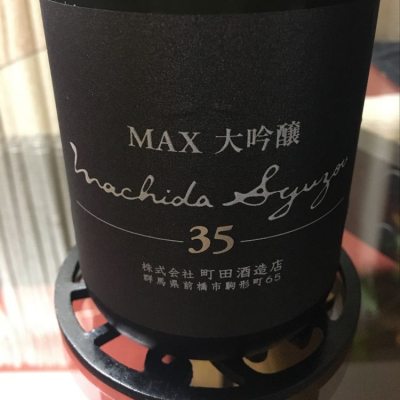 MAX 大吟醸
Machida Syuzou
35
株式会社 町田酒造店
群馬県前橋市駒形町65